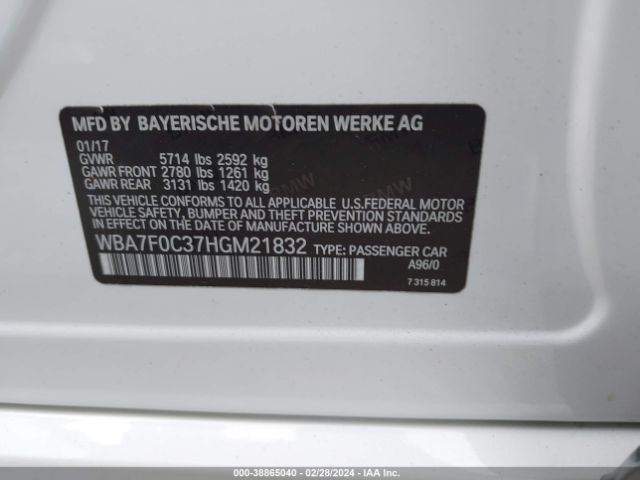 MFD BY BAYERISCHE MOTOREN WERKE AG
01/17
GVWR 5714 lbs 2592 kg
GAWR FRONT 2780 lbs 1261 kg
GAWR REAR 3131 lbs 1420 kg
THIS VEHICLE CONFORMS TO ALL APPLICABLE U.S.FEDERAL MOTOR
VEHICLE SAFETY, BUMPER AND THEFT PREVENTION STANDARDS
IN EFFECT ON THE DATE OF MANUFACTURE SHOWN ABOVE.
WBA7F0C37HGM21832 TYPE: PASSENGER CAR
A96/0
7 315 814
000-38865040 / 02/28/2024 - IAA Inc.